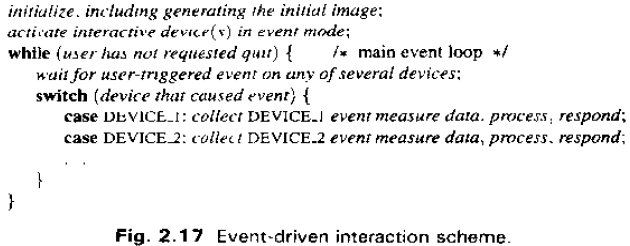 initialize, including generating the initial image;
activate interactive device(s) in event mode;
while (user has not requested quit) { /* main event loop */
wait for user-triggered event on any of several devices;
switch (device that caused event) {
case DEVICE_1: collect DEVICE_1 event measure data. process, respond;
case DEVICE_2: collect DEVICE_2 event measure data, process, respond;
. .
}
}
Fig. 2.17 Event-driven interaction scheme.